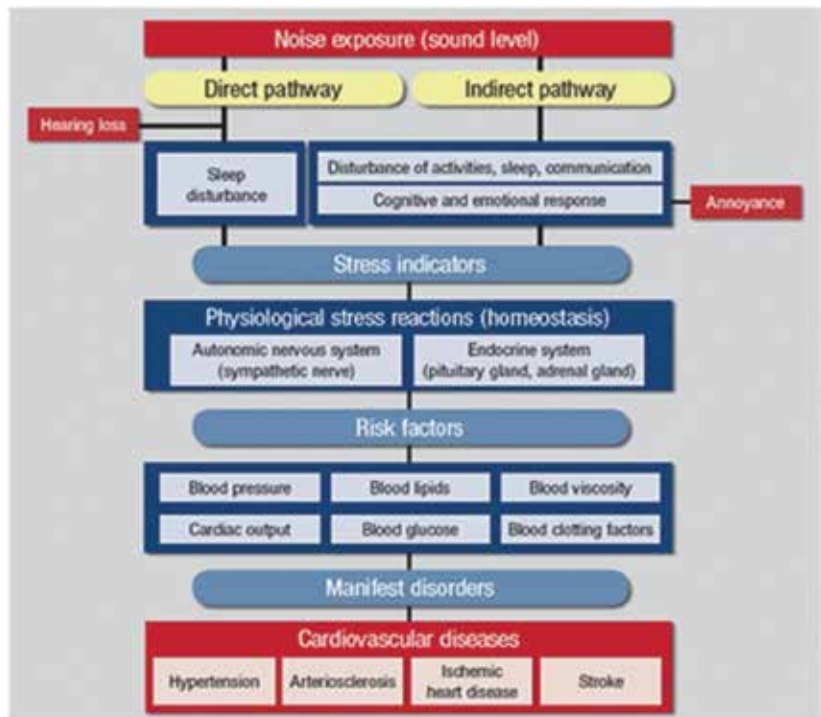 Noise exposure (sound level)
Direct pathway
Indirect pathway
Hearing loss
Sleep
disturbance
Disturbance of activities, sleep, communication
Cognitive and emotional response
Annoyance
Stress indicators
Physiological stress reactions (homeostasis)
Autonomic nervous system
(sympathetic nerve)
Endocrine system
(pituitary gland, adrenal gland)
Risk factors
Blood pressure
Blood lipids
Blood viscosity
Cardiac output
Blood glucose
Blood clotting factors
Manifest disorders
Cardiovascular diseases
Hypertension
Arteriosclerosis
Ischemic
heart disease
Stroke